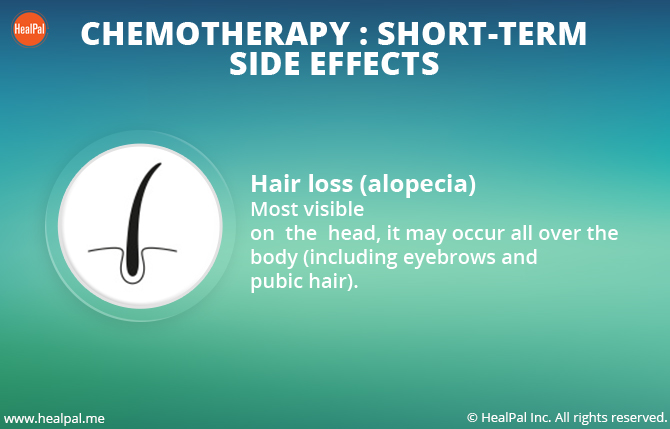 HealPal
CHEMOTHERAPY : SHORT-TERM
SIDE EFFECTS
Hair loss (alopecia)
Most visible
on the head, it may occur all over the
body (including eyebrows and
pubic hair).
www.healpal.me
© HealPal Inc. All rights reserved.